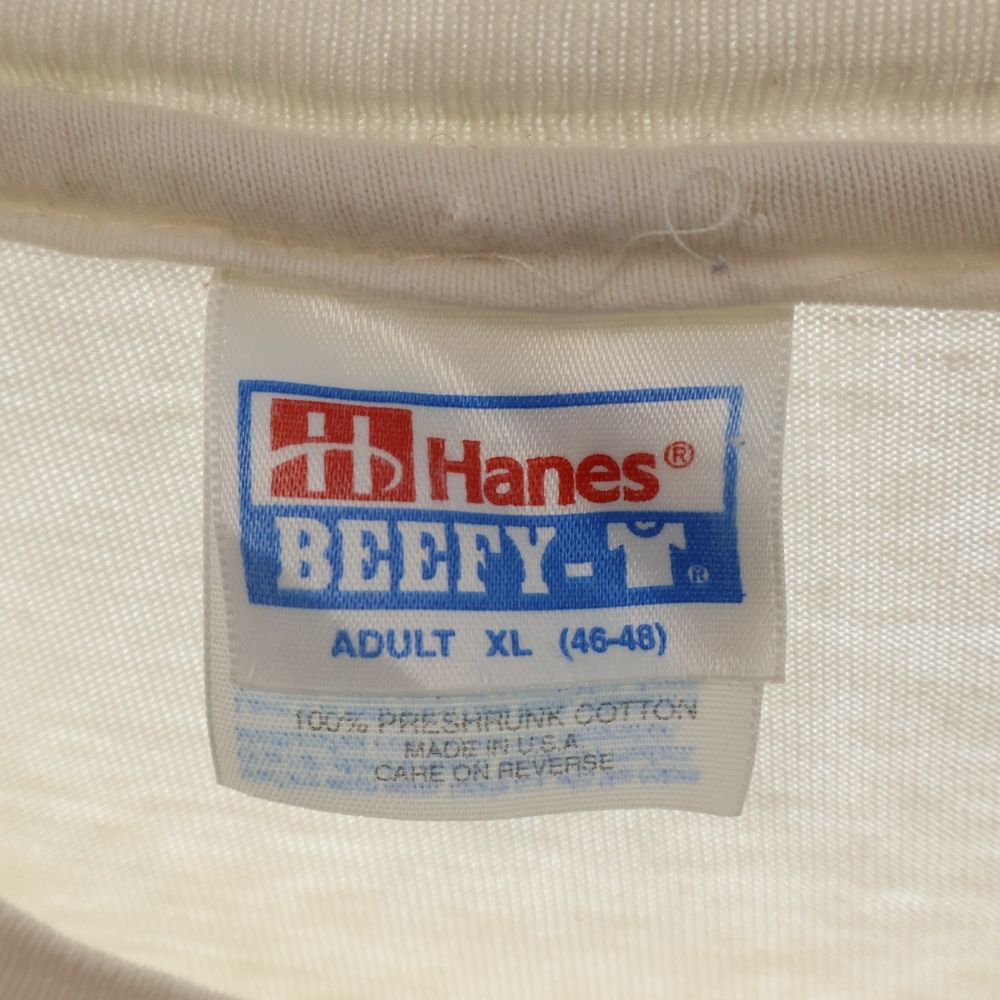 H Hanes®
BEEFY-T®
ADULT XL (46-48)
100% PRESHRUNK COTTON
MADE IN U.S.A
CARE ON REVERSE